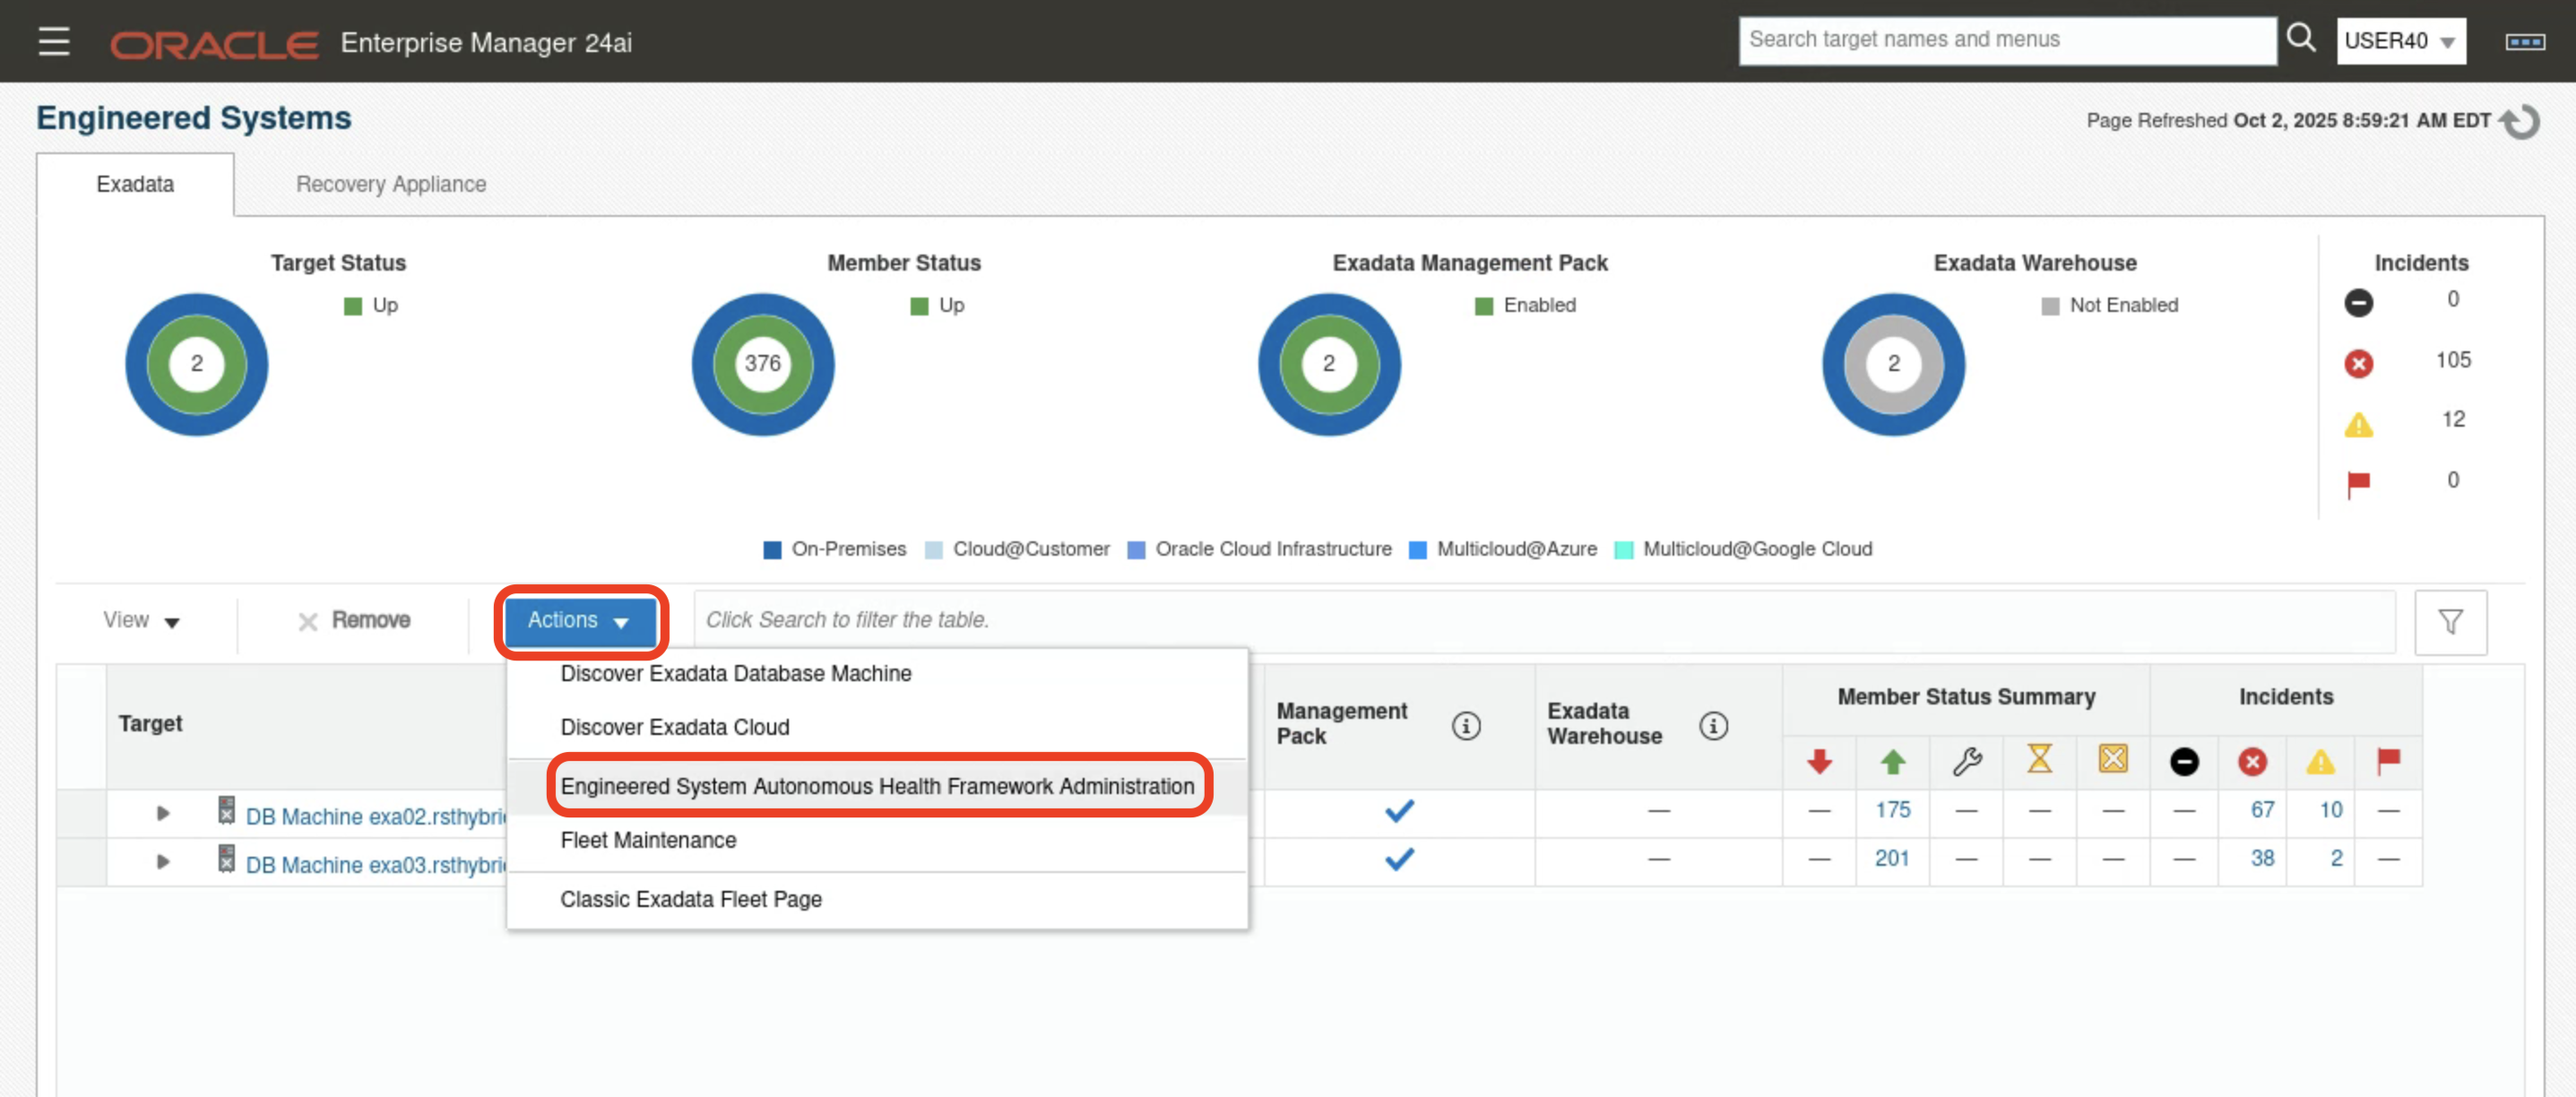 ORACLE Enterprise Manager 24ai
Search target names and menus
USER40
Engineered Systems
Page Refreshed Oct 2, 2025 8:59:21 AM EDT
Exadata
Recovery Appliance
Target Status
Up
2
Member Status
Up
376
Exadata Management Pack
Enabled
2
Exadata Warehouse
Not Enabled
2
Incidents
0
105
12
0
On-Premises Cloud@Customer Oracle Cloud Infrastructure Multicloud@Azure Multicloud@Google Cloud
View
Remove
Actions
Click Search to filter the table.
Discover Exadata Database Machine
Discover Exadata Cloud
Engineered System Autonomous Health Framework Administration
Fleet Maintenance
Classic Exadata Fleet Page
Target
Management
Pack
Exadata
Warehouse
Member Status Summary
Incidents
DB Machine exa02.rsthybri
— — 175 — — — — 67 10 —
DB Machine exa03.rsthybri
— — 201 — — — — 38 2 —